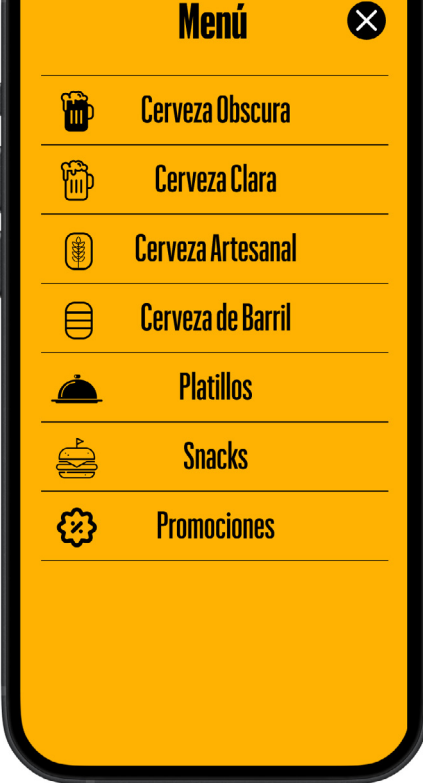 Menú
Cerveza Obscura
Cerveza Clara
Cerveza Artesanal
Cerveza de Barril
Platillos
Snacks
Promociones